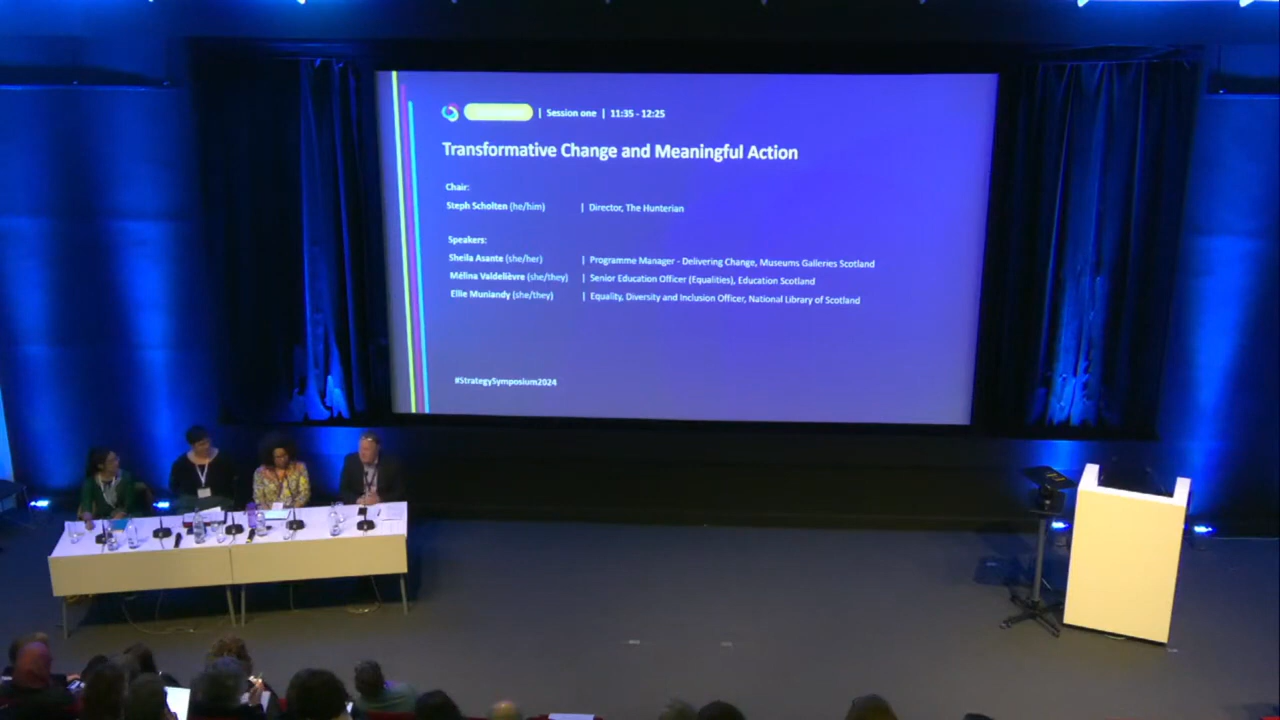 | Session one | 11:35 - 12:25
Transformative Change and Meaningful Action
Chair:
Steph Scholten (he/him) | Director, The Hunterian
Speakers:
Sheila Asante (she/her) | Programme Manager - Delivering Change, Museums Galleries Scotland
Mélina Valdelièvre (she/they) | Senior Education Officer (Equalities), Education Scotland
Ellie Muniandy (she/they) | Equality, Diversity and Inclusion Officer, National Library of Scotland
#StrategySymposium2024